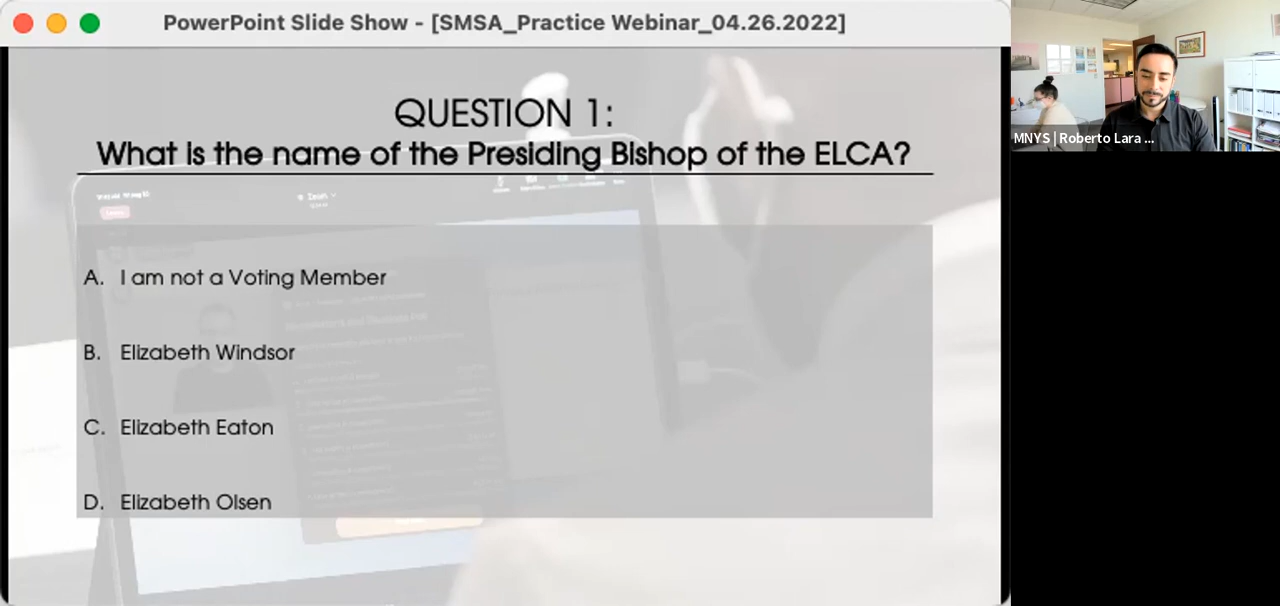 PowerPoint Slide Show - [SMSA_Practice Webinar_04.26.2022]
QUESTION 1:
What is the name of the Presiding Bishop of the ELCA?
A. I am not a Voting Member
B. Elizabeth Windsor
C. Elizabeth Eaton
D. Elizabeth Olsen
MNYS | Roberto Lara ...